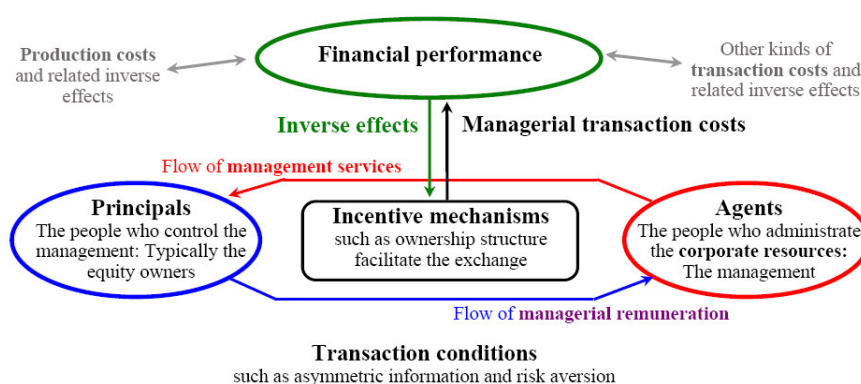 Production costs
and related inverse
effects
Financial performance
Other kinds of
transaction costs and
related inverse effects
Inverse effects
Managerial transaction costs
Flow of management services
Principals
The people who control the
management: Typically the
equity owners
Incentive mechanisms
such as ownership structure
facilitate the exchange
Agents
The people who administrate
the corporate resources:
The management
Flow of managerial remuneration
Transaction conditions
such as asymmetric information and risk aversion